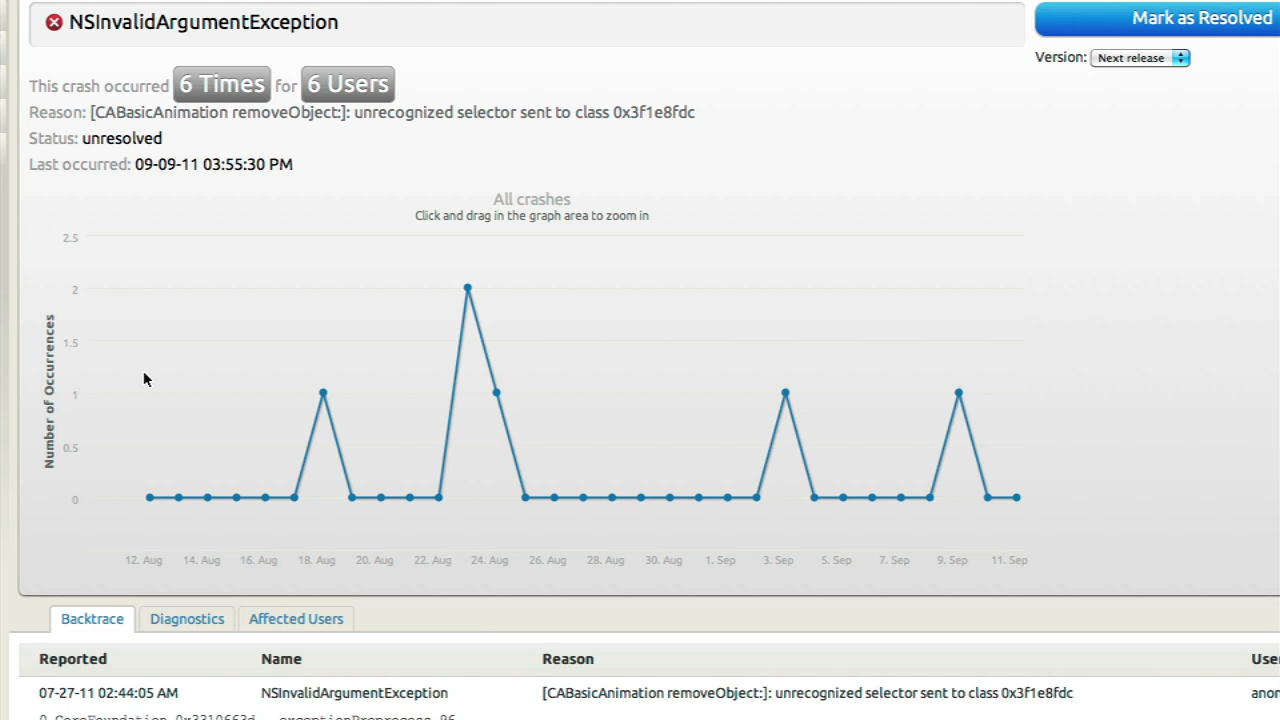 NSInvalidArgumentException
Mark as Resolved
Version: Next release
This crash occurred 6 Times for 6 Users
Reason: [CABasicAnimation removeObject:]: unrecognized selector sent to class 0x3f1e8fdc
Status: unresolved
Last occurred: 09-09-11 03:55:30 PM
All crashes
Click and drag in the graph area to zoom in
Number of Occurrences
2.5
2
1.5
1
0.5
0
12. Aug 14. Aug 16. Aug 18. Aug 20. Aug 22. Aug 24. Aug 26. Aug 28. Aug 30. Aug 1. Sep 3. Sep 5. Sep 7. Sep 9. Sep 11. Sep
Backtrace Diagnostics Affected Users
Reported Name Reason
07-27-11 02:44:05 AM NSInvalidArgumentException [CABasicAnimation removeObject:]: unrecognized selector sent to class 0x3f1e8fdc